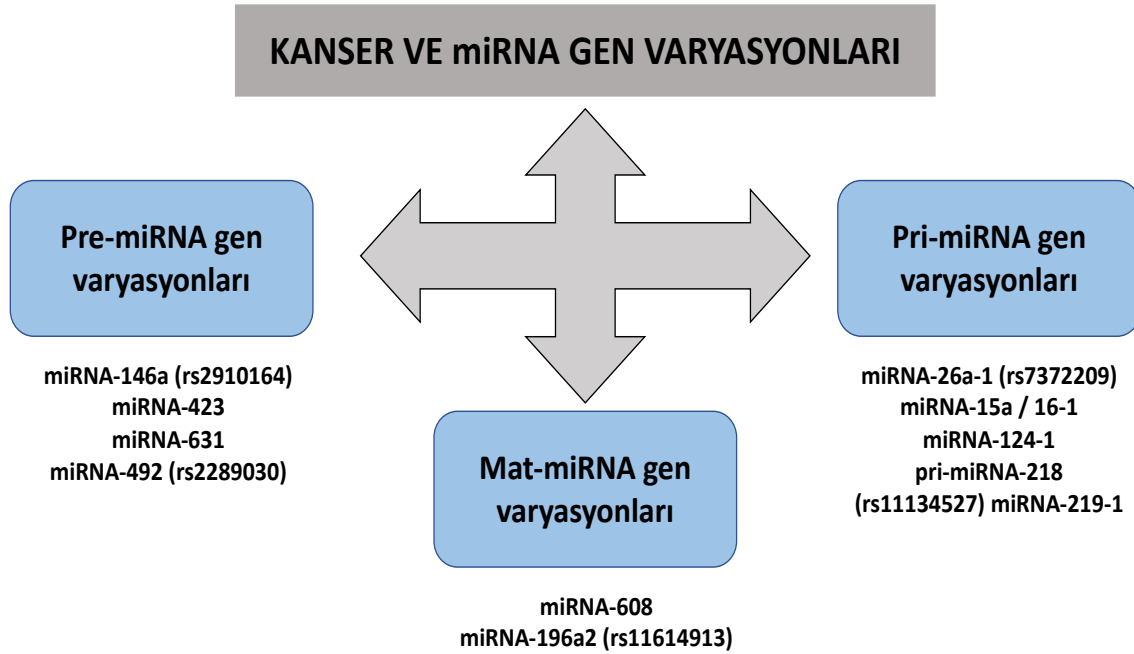 KANSER VE miRNA GEN VARYASYONLARI
Pre-miRNA gen
varyasyonları
miRNA-146a (rs2910164)
miRNA-423
miRNA-631
miRNA-492 (rs2289030)
Mat-miRNA gen
varyasyonları
miRNA-608
miRNA-196a2 (rs11614913)
Pri-miRNA gen
varyasyonları
miRNA-26a-1 (rs7372209)
miRNA-15a / 16-1
miRNA-124-1
pri-miRNA-218
(rs11134527) miRNA-219-1